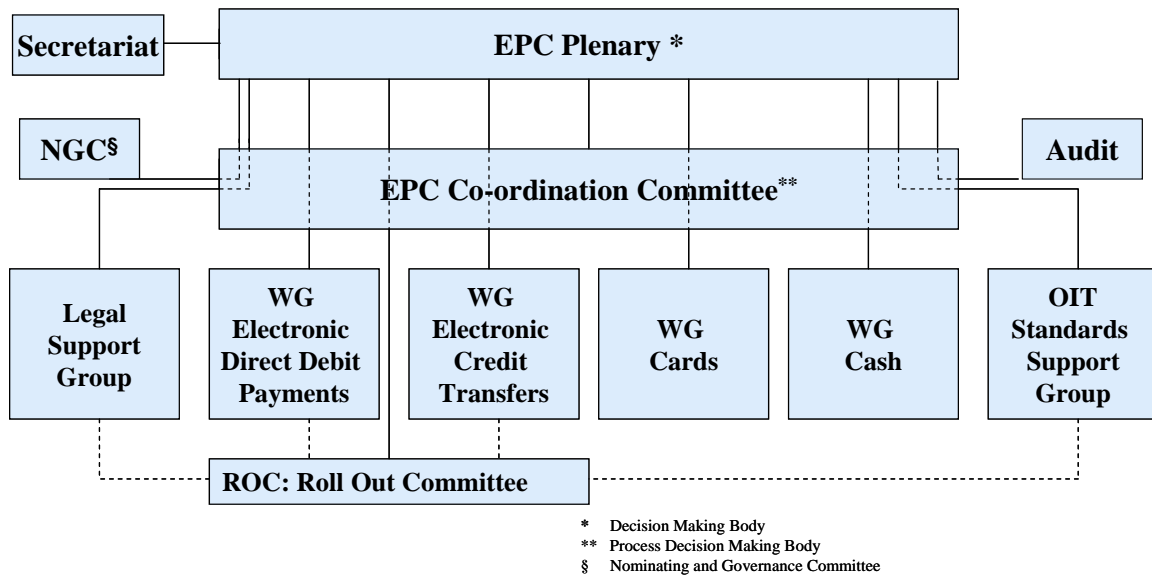 Secretariat
EPC Plenary *
NGC§
Audit
EPC Co-ordination Committee**
Legal
Support
Group
WG
Electronic
Direct Debit
Payments
WG
Electronic
Credit
Transfers
WG
Cards
WG
Cash
OIT
Standards
Support
Group
ROC: Roll Out Committee
* Decision Making Body
** Process Decision Making Body
§ Nominating and Governance Committee